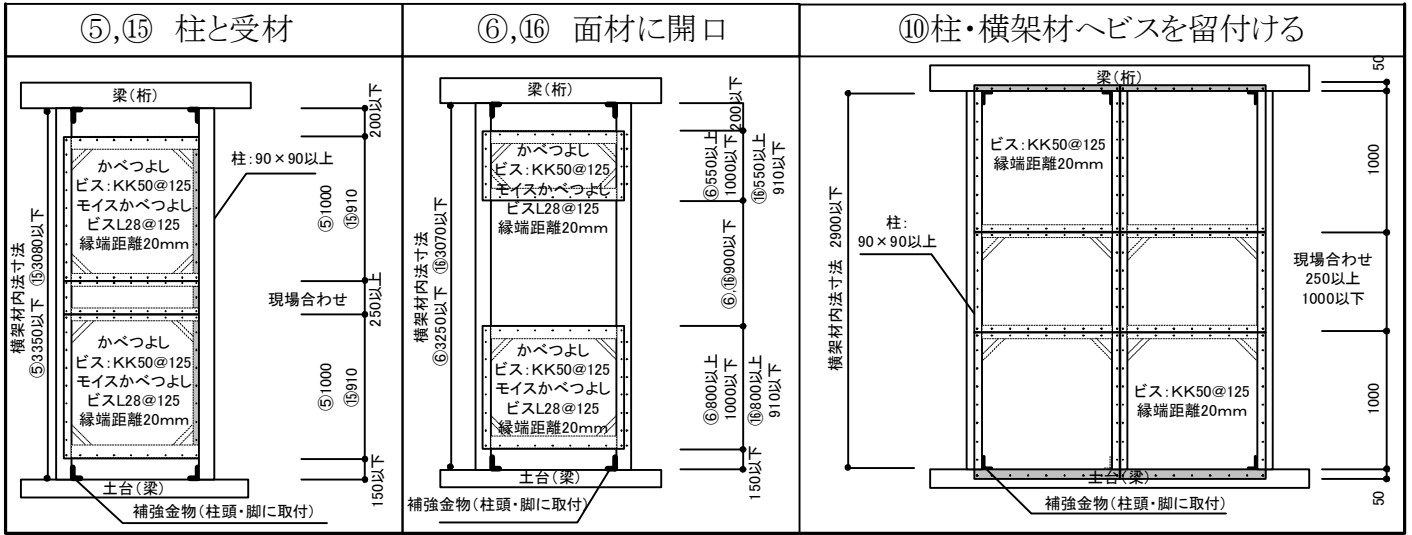 ⑤,⑮ 柱と受材
梁(桁)
200以下
かべつよし
ビス:KK50@125
モイスかべつよし
ビスL28@125
縁端距離20mm
柱:90×90以上
⑤1000
⑮910
横架材内法寸法
⑤3350以下 ⑮3080以下
現場合わせ
250以上
かべつよし
ビス:KK50@125
モイスかべつよし
ビスL28@125
縁端距離20mm
⑤1000
⑮910
150以下
土台(梁)
補強金物(柱頭・脚に取付)
⑥,⑯ 面材に開口
梁(桁)
200以下
かべつよし
ビス:KK50@125
モイスかべつよし
ビスL28@125
縁端距離20mm
⑥550以上
1000以下
⑯550以上
910以下
横架材内法寸法
⑥3250以下 ⑯3070以下
⑥,⑯900以下
かべつよし
ビス:KK50@125
モイスかべつよし
ビスL28@125
縁端距離20mm
⑥800以上
1000以下
⑯800以上
910以下
150以下
土台(梁)
補強金物(柱頭・脚に取付)
⑩柱・横架材へビスを留付ける
50
梁(桁)
ビス:KK50@125
縁端距離20mm
1000
横架材内法寸法 2900以下
柱:
90×90以上
現場合わせ
250以上
1000以下
ビス:KK50@125
縁端距離20mm
1000
土台(梁)
50
補強金物(柱頭・脚に取付)